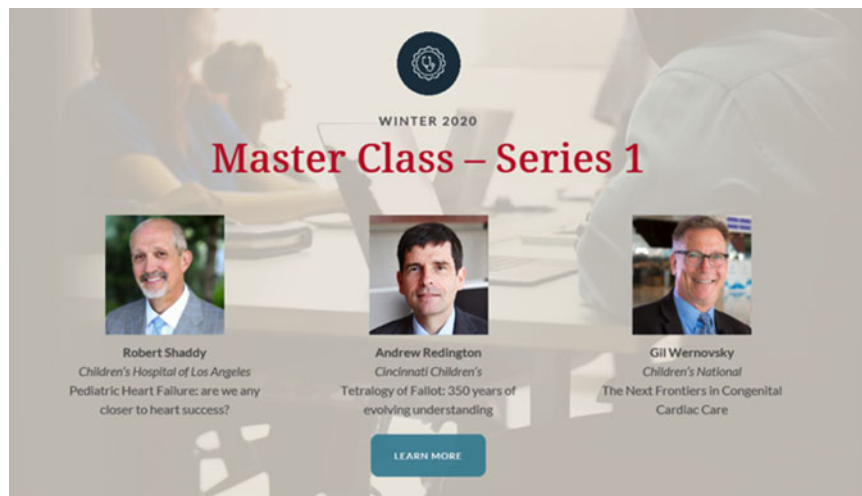 WINTER 2020
Master Class – Series 1
Robert Shaddy
Children's Hospital of Los Angeles
Pediatric Heart Failure: are we any
closer to heart success?
Andrew Redington
Cincinnati Children's
Tetralogy of Fallot: 350 years of
evolving understanding
Gil Wernovsky
Children's National
The Next Frontiers in Congenital
Cardiac Care
LEARN MORE